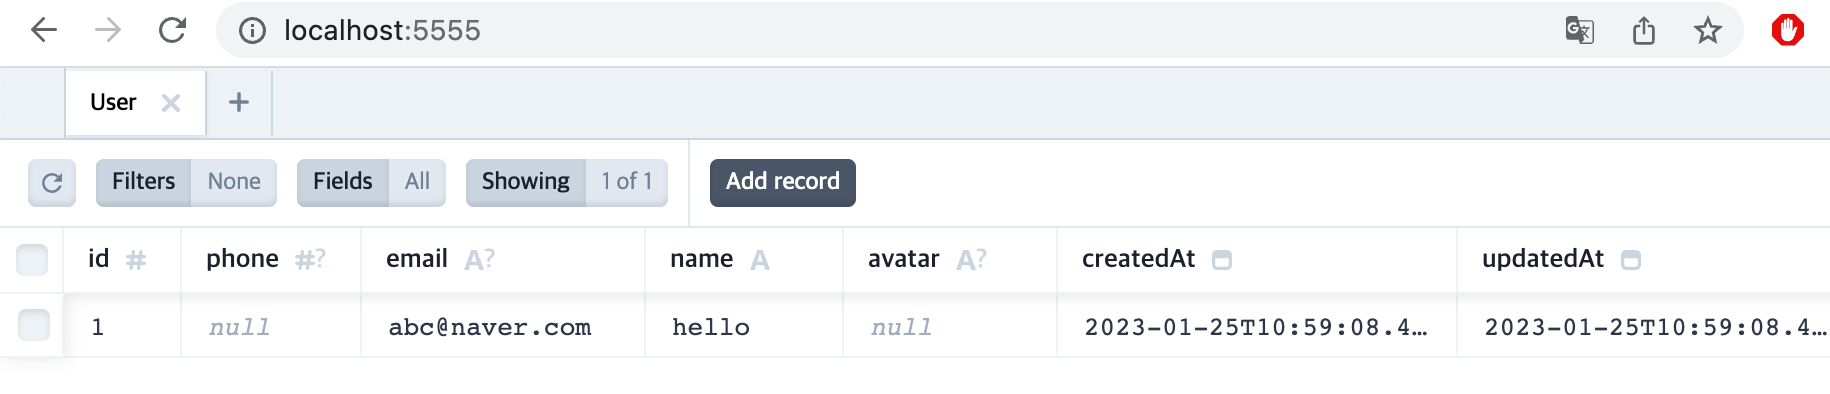 localhost:5555
User
Filters None Fields All Showing 1 of 1 Add record
id # phone #? email A? name A avatar A? createdAt updatedAt
1 null abc@naver.com hello null 2023-01-25T10:59:08.4… 2023-01-25T10:59:08.4…